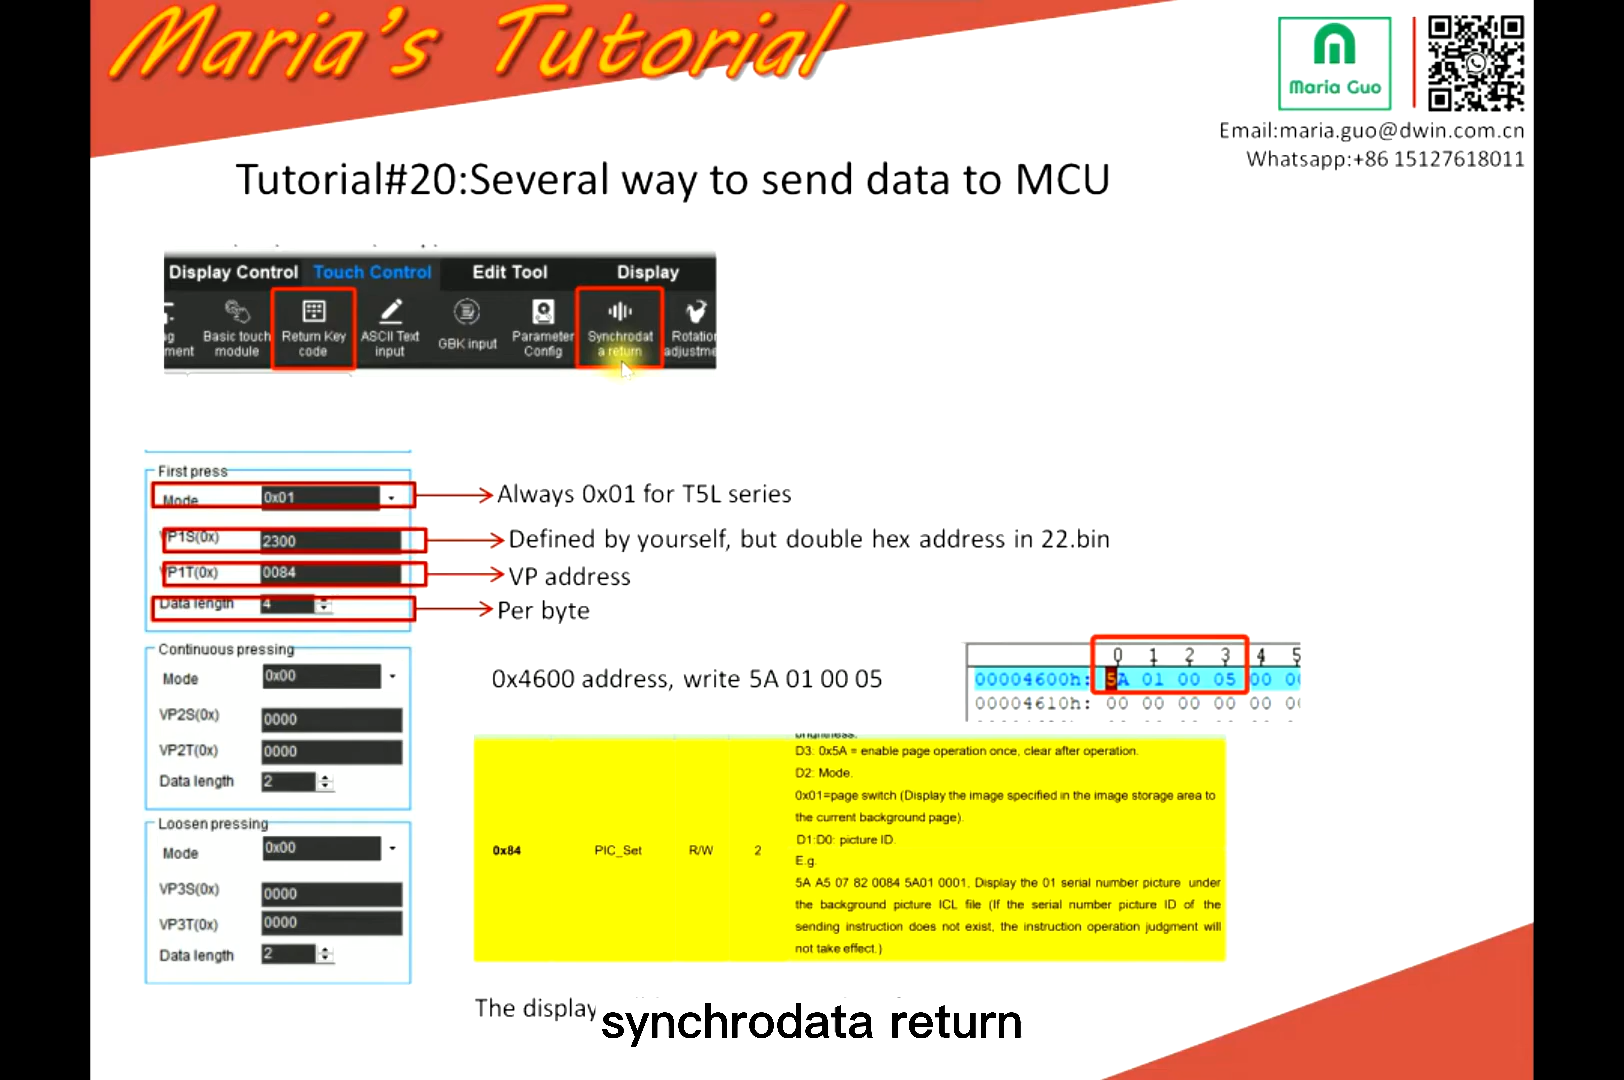 Maria's Tutorial
Maria Guo
Email:maria.guo@dwin.com.cn
Whatsapp:+86 15127618011
Tutorial#20:Several way to send data to MCU
Display Control Touch Control Edit Tool Display
Basic touch module
Return Key code
ASCII Text input
GBK input
Parameter Config
Synchrodat a return
Rotatio adjustme
First press
Mode 0x01
Always 0x01 for T5L series
VP1S(0x) 2300
Defined by yourself, but double hex address in 22.bin
VP1T(0x) 0084
VP address
Data length 4
Per byte
Continuous pressing
Mode 0x00
VP2S(0x) 0000
VP2T(0x) 0000
Data length 2
Loosen pressing
Mode 0x00
VP3S(0x) 0000
VP3T(0x) 0000
Data length 2
0x4600 address, write 5A 01 00 05
0 1 2 3 4 5
00004600h: 5A 01 00 05 00
00004610h: 00 00 00 00 00
brightness.
D3: 0x5A = enable page operation once, clear after operation.
D2: Mode.
0x01=page switch (Display the image specified in the image storage area to
the current background page).
D1:D0: picture ID.
0x84 PIC_Set R/W 2
E.g.
5A A5 07 82 0084 5A01 0001, Display the 01 serial number picture under
the background picture ICL file (If the serial number picture ID of the
sending instruction does not exist, the instruction operation judgment will
not take effect.)
The display
synchrodata return